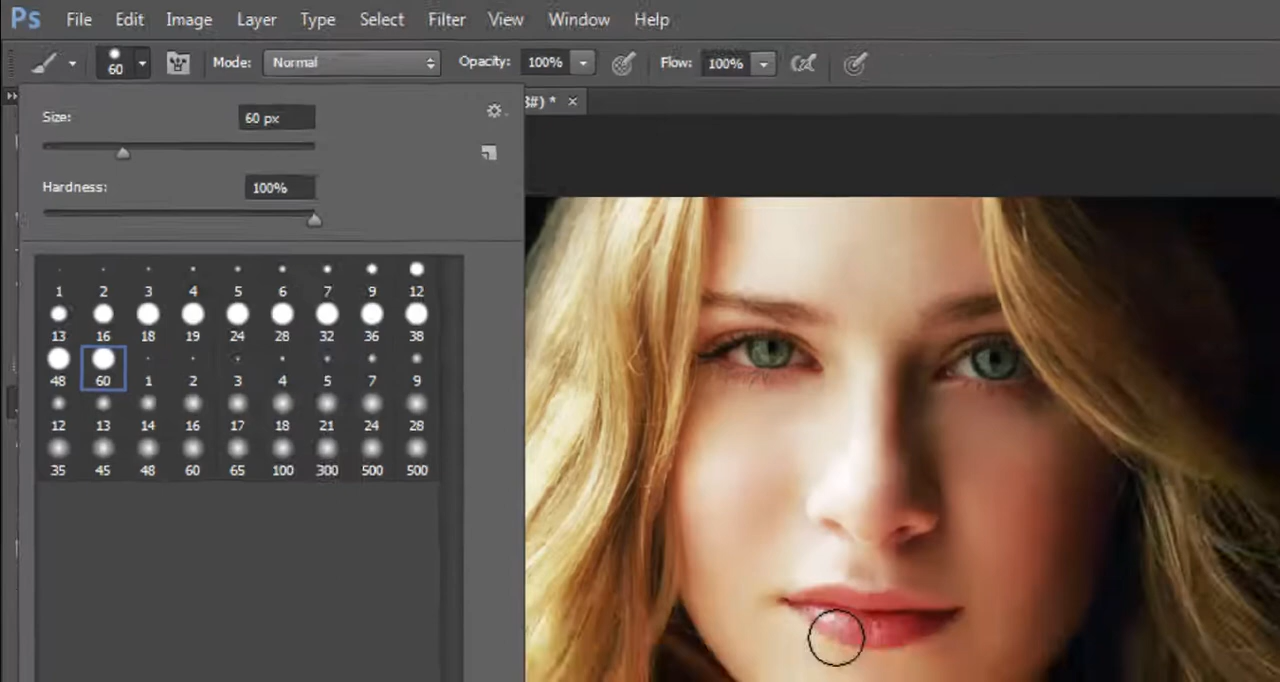 Ps File Edit Image Layer Type Select Filter View Window Help
60 Mode: Normal Opacity: 100% Flow: 100%
#) * ×
Size: 60 px
Hardness: 100%
1 2 3 4 5 6 7 9 12
13 16 18 19 24 28 32 36 38
48 60 1 2 3 4 5 7 9
12 13 14 16 17 18 21 24 28
35 45 48 60 65 100 300 500 500